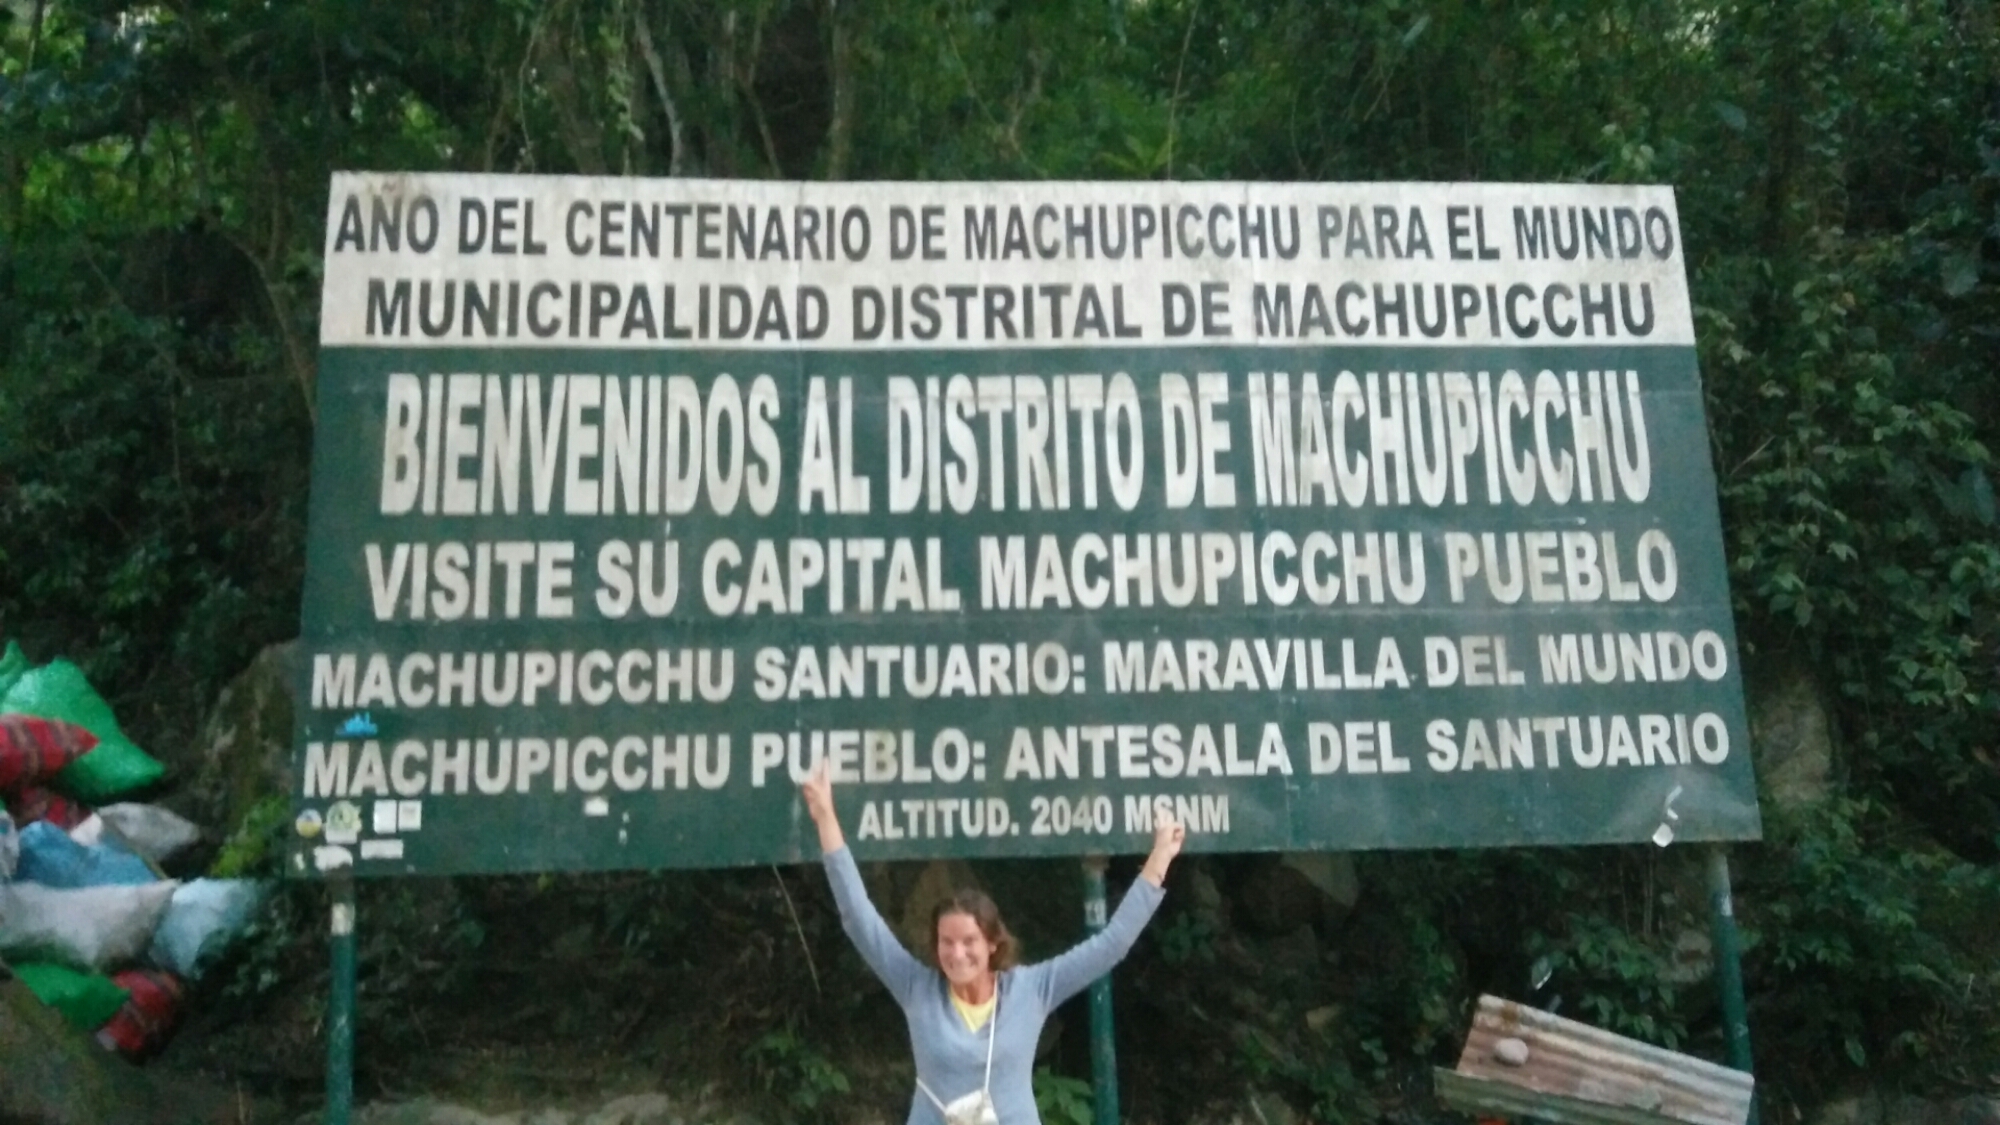 AÑO DEL CENTENARIO DE MACHUPICCHU PARA EL MUNDO
MUNICIPALIDAD DISTRITAL DE MACHUPICCHU
BIENVENIDOS AL DISTRITO DE MACHUPICCHU
VISITE SU CAPITAL MACHUPICCHU PUEBLO
MACHUPICCHU SANTUARIO: MARAVILLA DEL MUNDO
MACHUPICCHU PUEBLO: ANTESALA DEL SANTUARIO
ALTITUD. 2040 MSNM